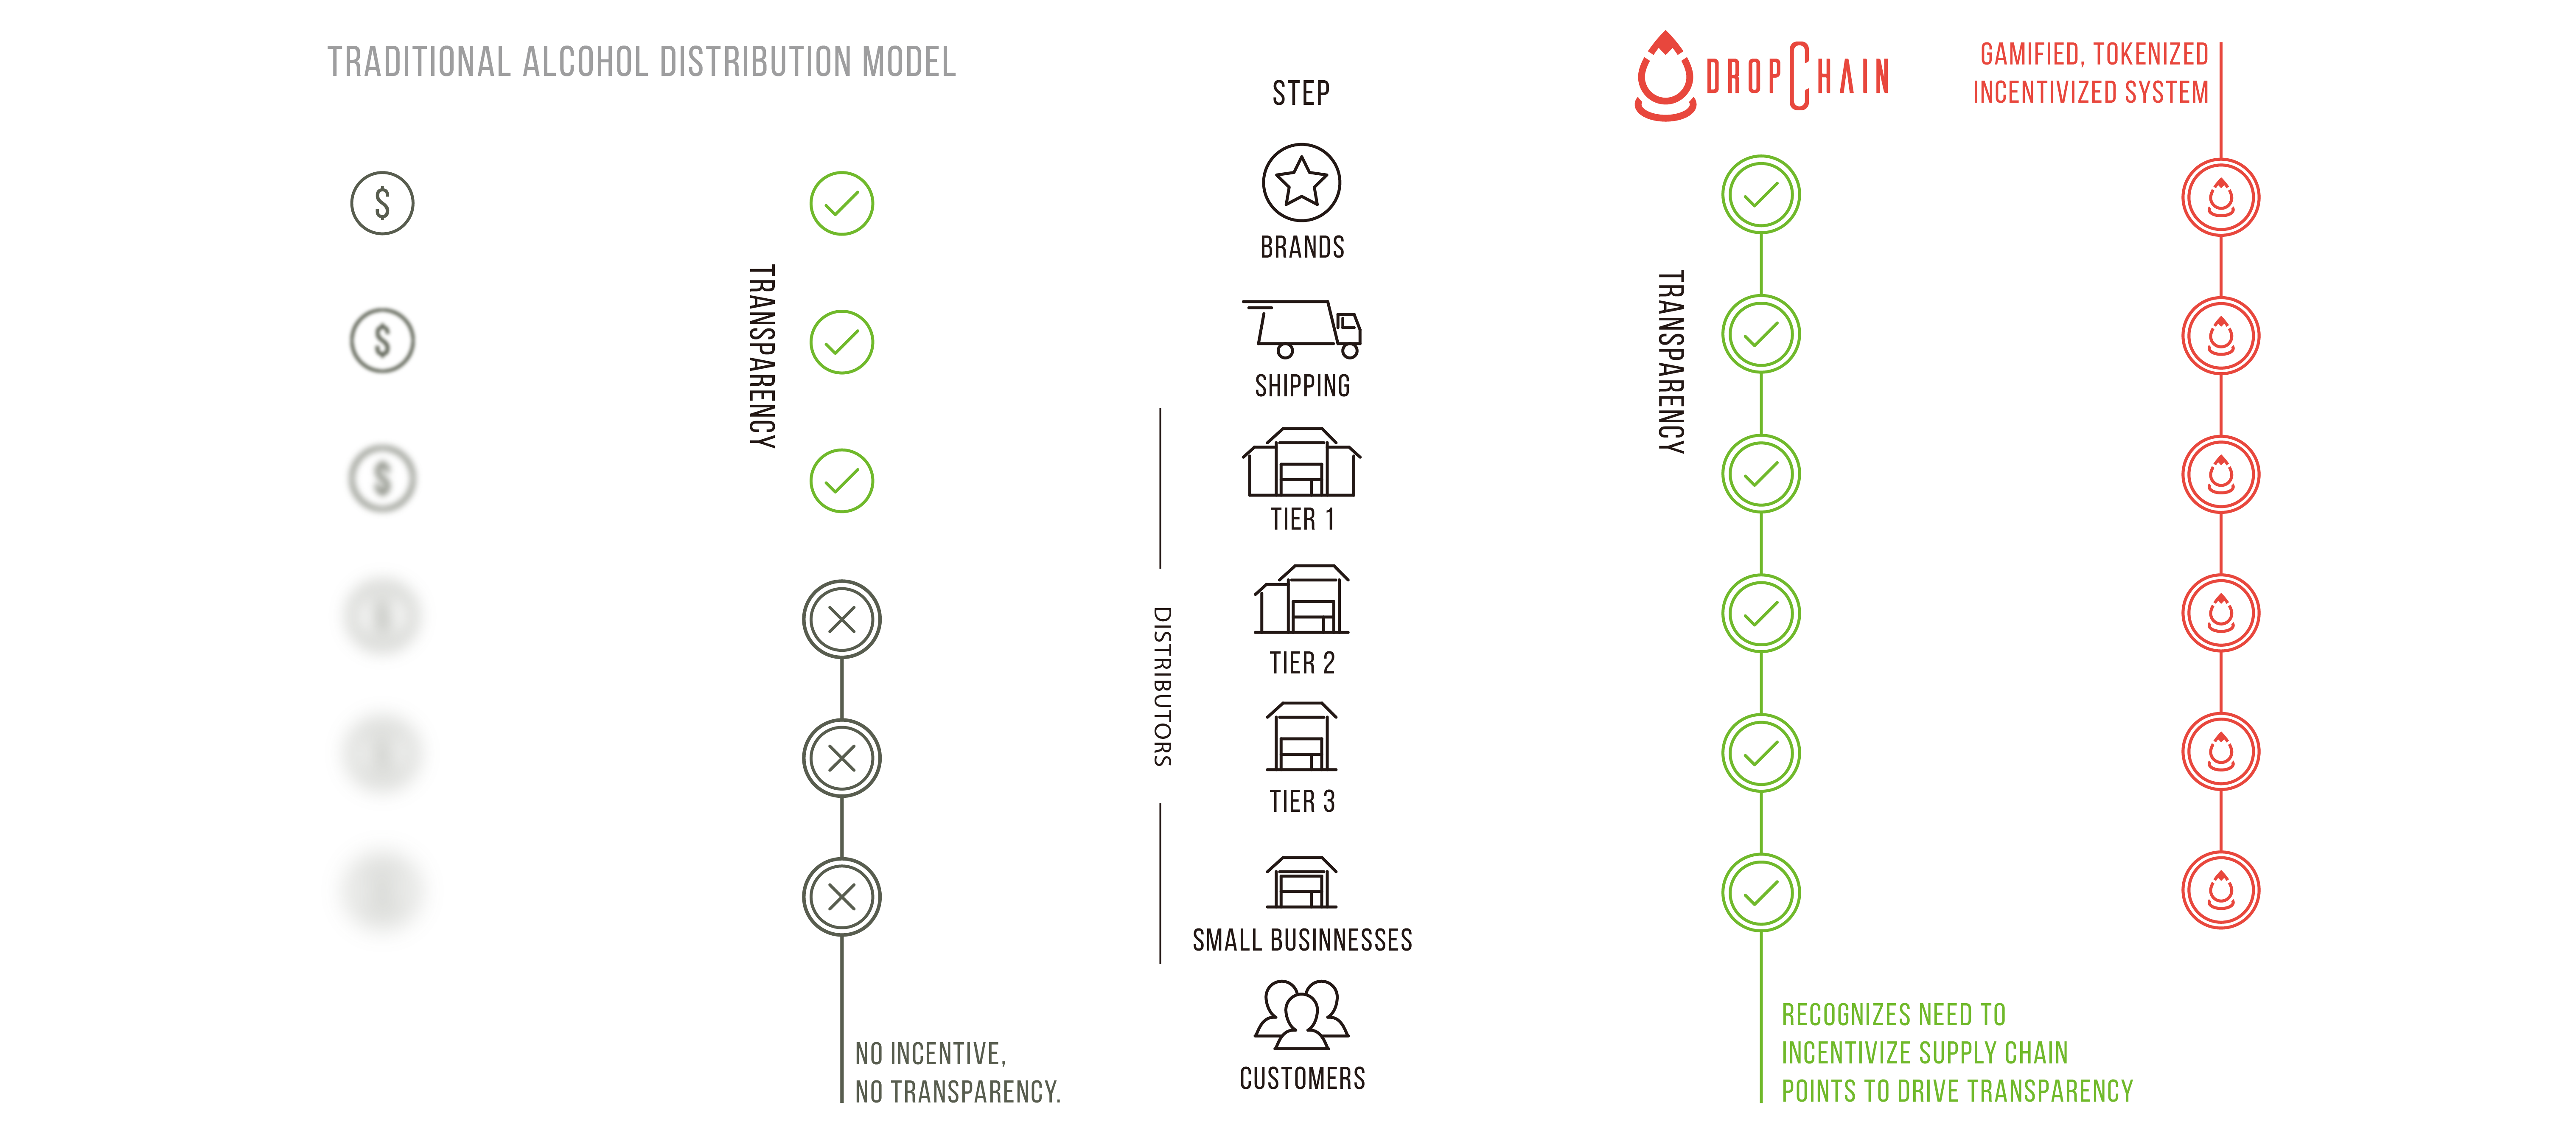 TRADITIONAL ALCOHOL DISTRIBUTION MODEL
$
$
$
TRANSPARENCY
NO INCENTIVE,
NO TRANSPARENCY.
STEP
BRANDS
SHIPPING
DISTRIBUTORS
TIER 1
TIER 2
TIER 3
SMALL BUSINNESSES
CUSTOMERS
DROPCHAIN
TRANSPARENCY
RECOGNIZES NEED TO
INCENTIVIZE SUPPLY CHAIN
POINTS TO DRIVE TRANSPARENCY
GAMIFIED, TOKENIZED
INCENTIVIZED SYSTEM